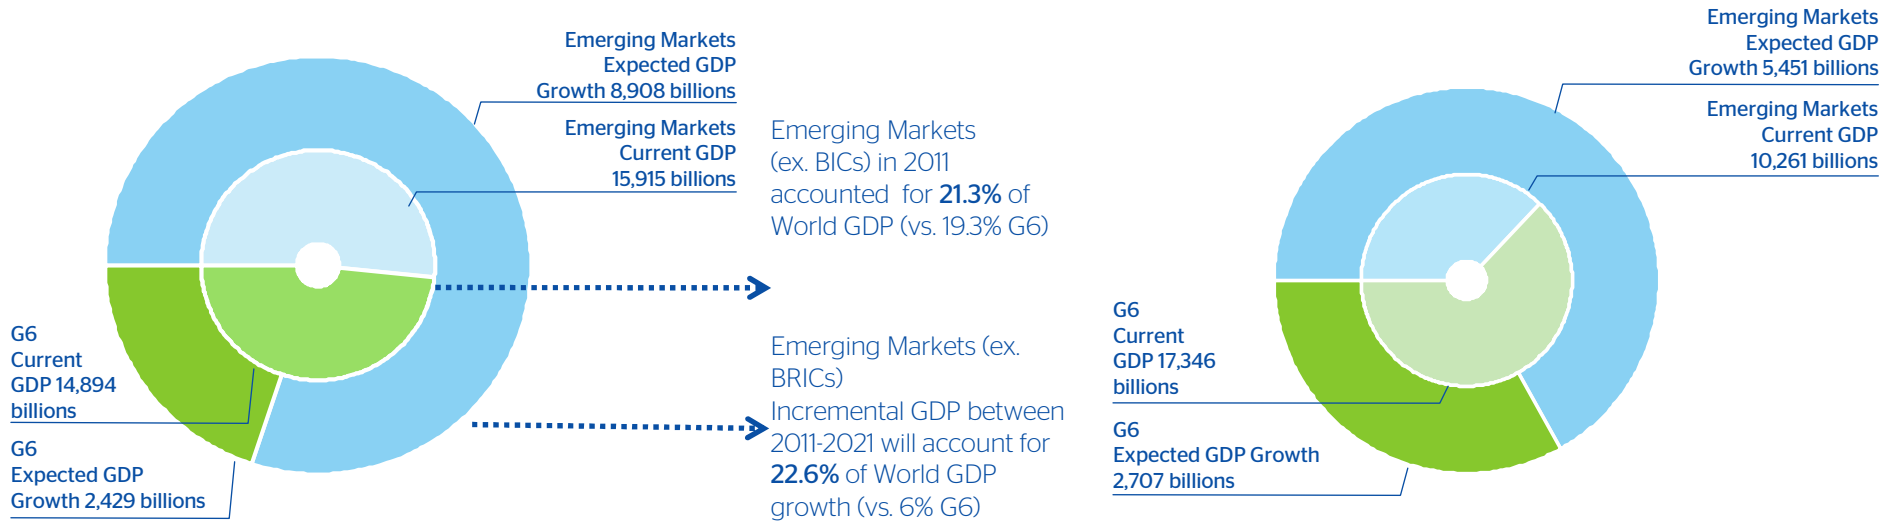 Emerging Markets
Expected GDP
Growth 8,908 billions
Emerging Markets
Current GDP
15,915 billions
G6
Current
GDP 14,894
billions
G6
Expected GDP
Growth 2,429 billions
Emerging Markets
(ex. BICs) in 2011
accounted for 21.3% of
World GDP (vs. 19.3% G6)
Emerging Markets (ex.
BRICs)
Incremental GDP between
2011-2021 will account for
22.6% of World GDP
growth (vs. 6% G6)
Emerging Markets
Expected GDP
Growth 5,451 billions
Emerging Markets
Current GDP
10,261 billions
G6
Current
GDP 17,346
billions
G6
Expected GDP Growth
2,707 billions